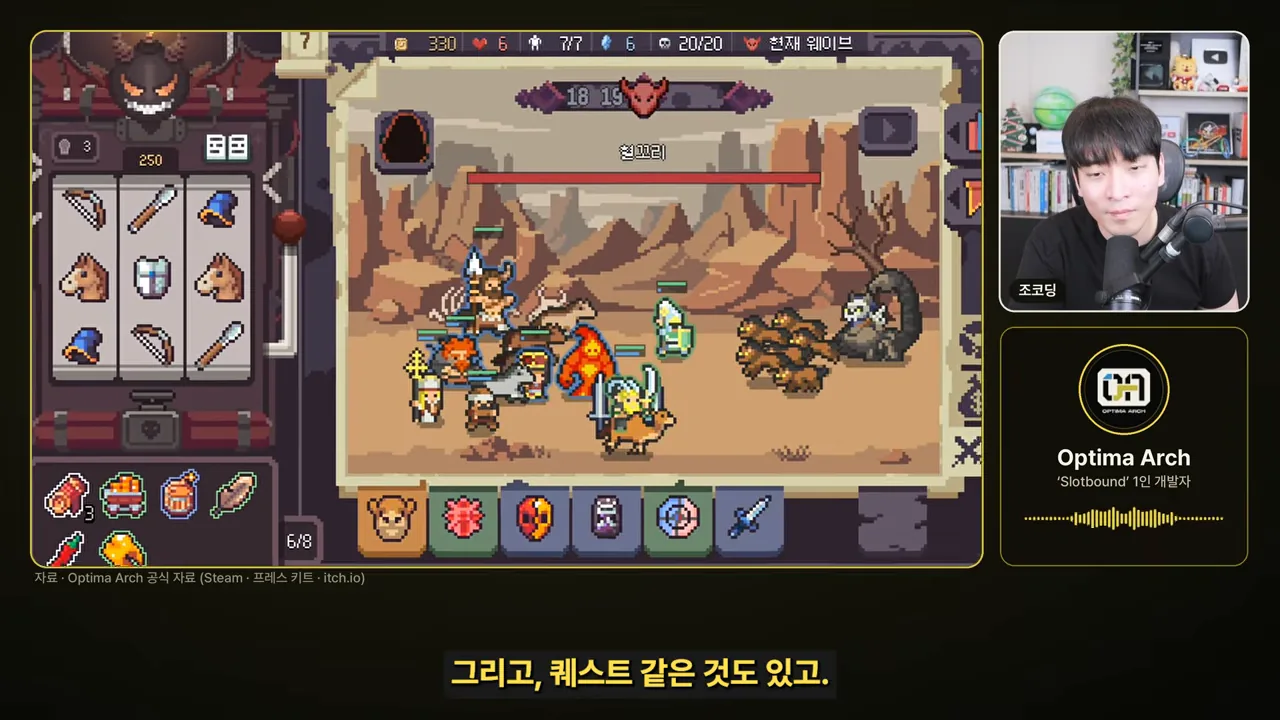 7
330 6 7/7 6 20/20 현재 웨이브
18 19
3
250
헐꼬리
3
6/8
조코딩
OPTIMA ARCH
Optima Arch
'Slotbound' 1인 개발자
자료 · Optima Arch 공식 자료 (Steam · 프레스 키트 · itch.io)
그리고, 퀘스트 같은 것도 있고.